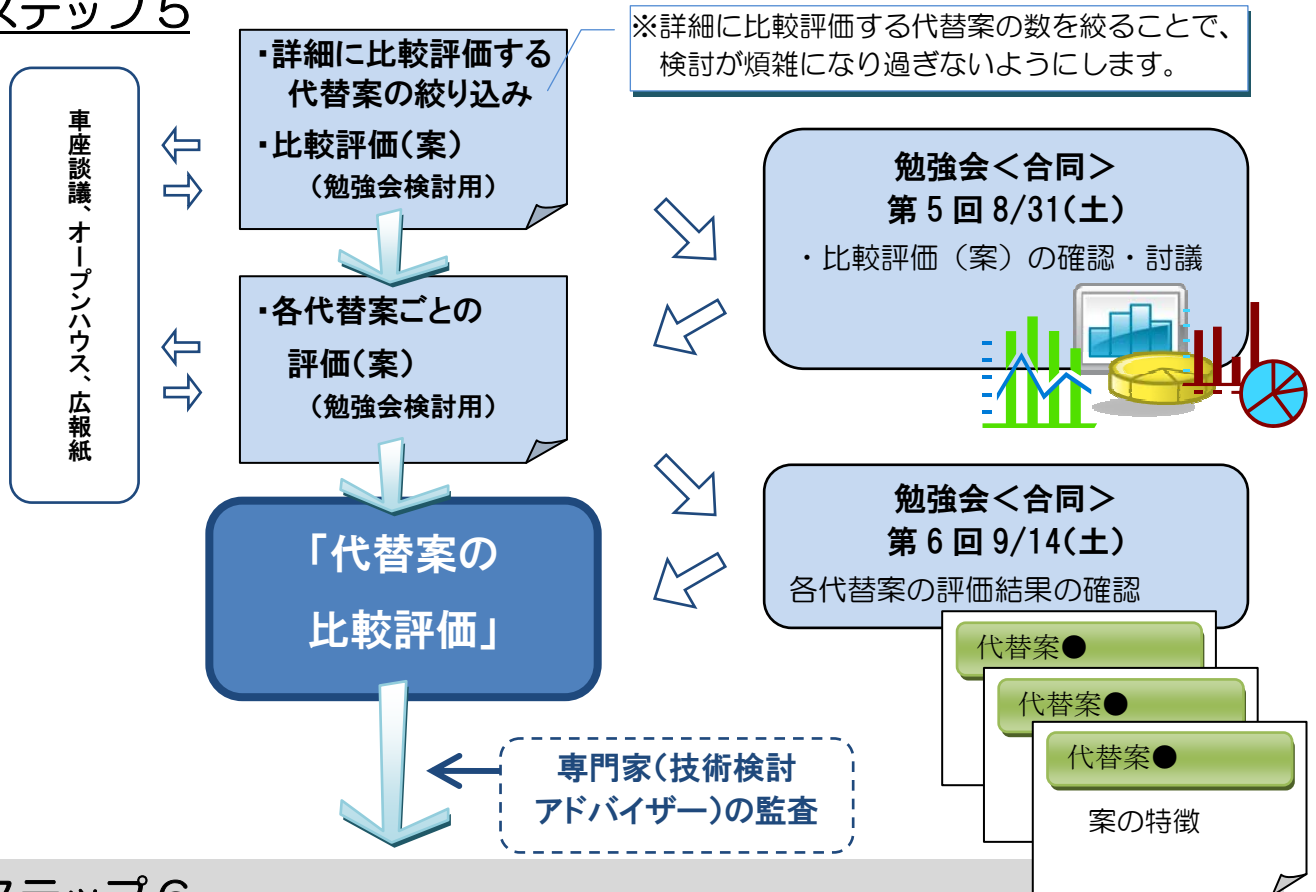 ステップ５
※詳細に比較評価する代替案の数を絞ることで、
検討が煩雑になり過ぎないようにします。
・詳細に比較評価する
代替案の絞り込み
・比較評価（案）
（勉強会検討用）
車座談議、オープンハウス、広報紙
勉強会＜合同＞
第 5 回 8/31(土)
・比較評価（案）の確認・討議
・各代替案ごとの
評価（案）
（勉強会検討用）
勉強会＜合同＞
第 6 回 9/14(土)
各代替案の評価結果の確認
「代替案の
比較評価」
代替案●
代替案●
代替案●
案の特徴
専門家（技術検討
アドバイザー）の監査
ステップ６